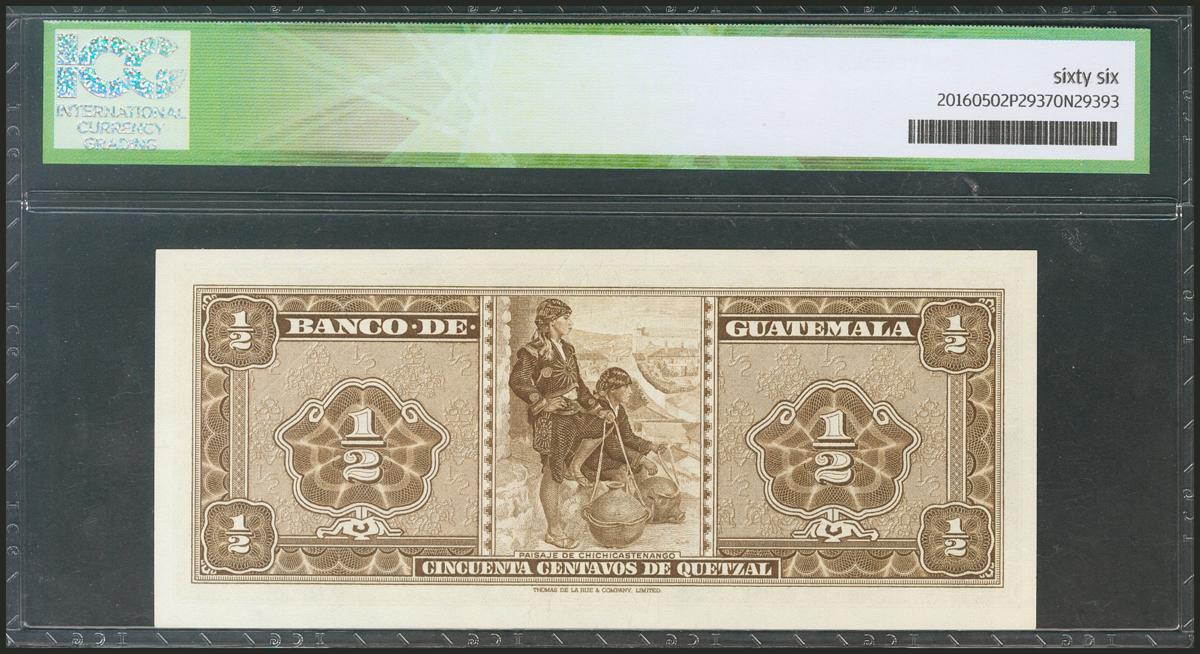 ICG
INTERNATIONAL
CURRENCY
GRADING
sixty six
20160502P29370N29393
1/2
BANCO·DE·
GUATEMALA
1/2
1/2
1/2
1/2
1/2
PAISAJE DE CHICHICASTENANGO
CINCUENTA CENTAVOS DE QUETZAL
THOMAS DE LA RUE & COMPANY, LIMITED.
ICG